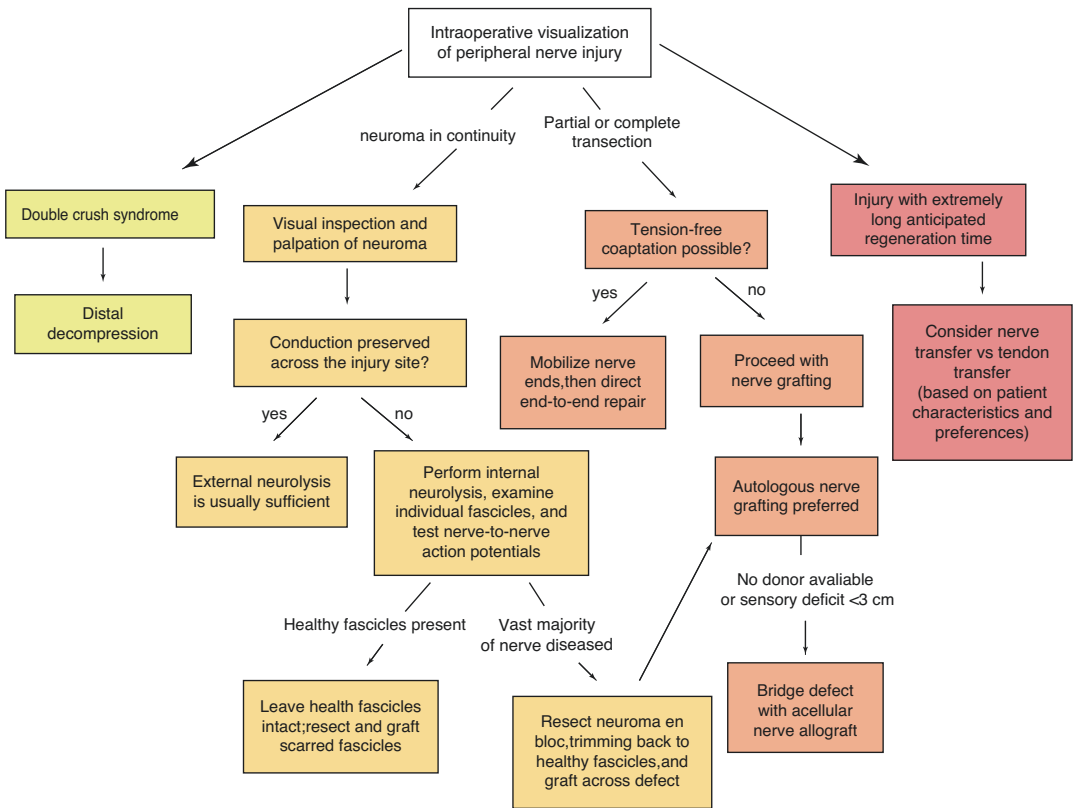 Intraoperative visualization
of peripheral nerve injury
neuroma in continuity
Partial or complete
transection
Double crush syndrome
Distal
decompression
Visual inspection and
palpation of neuroma
Conduction preserved
across the injury site?
yes
no
External neurolysis
is usually sufficient
Perform internal
neurolysis, examine
individual fascicles, and
test nerve-to-nerve
action potentials
Healthy fascicles present
Vast majority
of nerve diseased
Leave health fascicles
intact;resect and graft
scarred fascicles
Resect neuroma en
bloc,trimming back to
healthy fascicles,and
graft across defect
Tension-free
coaptation possible?
yes
no
Mobilize nerve
ends,then direct
end-to-end repair
Proceed with
nerve grafting
Autologous nerve
grafting preferred
No donor avaliable
or sensory deficit <3 cm
Bridge defect
with acellular
nerve allograft
Injury with extremely
long anticipated
regeneration time
Consider nerve
transfer vs tendon
transfer
(based on patient
characteristics and
preferences)